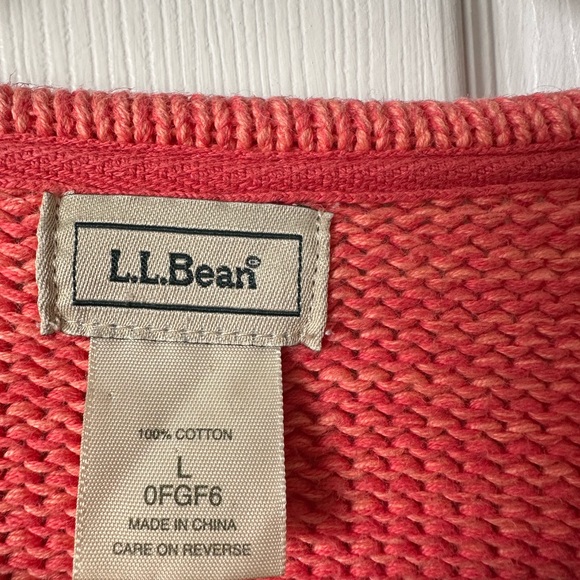 L.L.Bean®
100% COTTON
L
0FGF6
MADE IN CHINA
CARE ON REVERSE